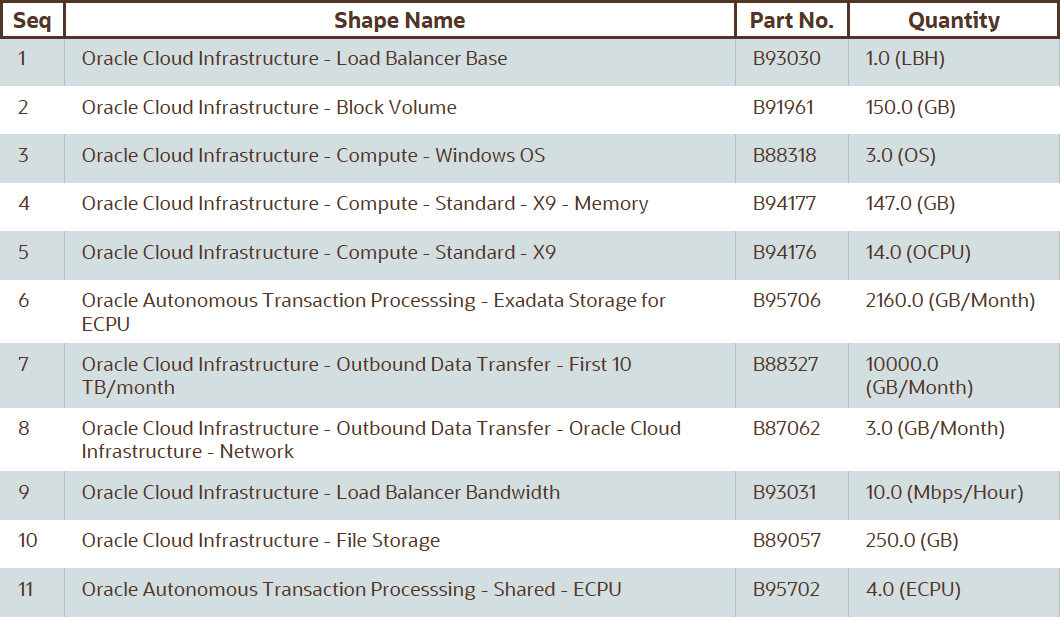 Seq Shape Name Part No. Quantity
1 Oracle Cloud Infrastructure - Load Balancer Base B93030 1.0 (LBH)
2 Oracle Cloud Infrastructure - Block Volume B91961 150.0 (GB)
3 Oracle Cloud Infrastructure - Compute - Windows OS B88318 3.0 (OS)
4 Oracle Cloud Infrastructure - Compute - Standard - X9 - Memory B94177 147.0 (GB)
5 Oracle Cloud Infrastructure - Compute - Standard - X9 B94176 14.0 (OCPU)
6 Oracle Autonomous Transaction Processsing - Exadata Storage for B95706 2160.0 (GB/Month)
ECPU
7 Oracle Cloud Infrastructure - Outbound Data Transfer - First 10 B88327 10000.0
TB/month (GB/Month)
8 Oracle Cloud Infrastructure - Outbound Data Transfer - Oracle Cloud B87062 3.0 (GB/Month)
Infrastructure - Network
9 Oracle Cloud Infrastructure - Load Balancer Bandwidth B93031 10.0 (Mbps/Hour)
10 Oracle Cloud Infrastructure - File Storage B89057 250.0 (GB)
11 Oracle Autonomous Transaction Processsing - Shared - ECPU B95702 4.0 (ECPU)